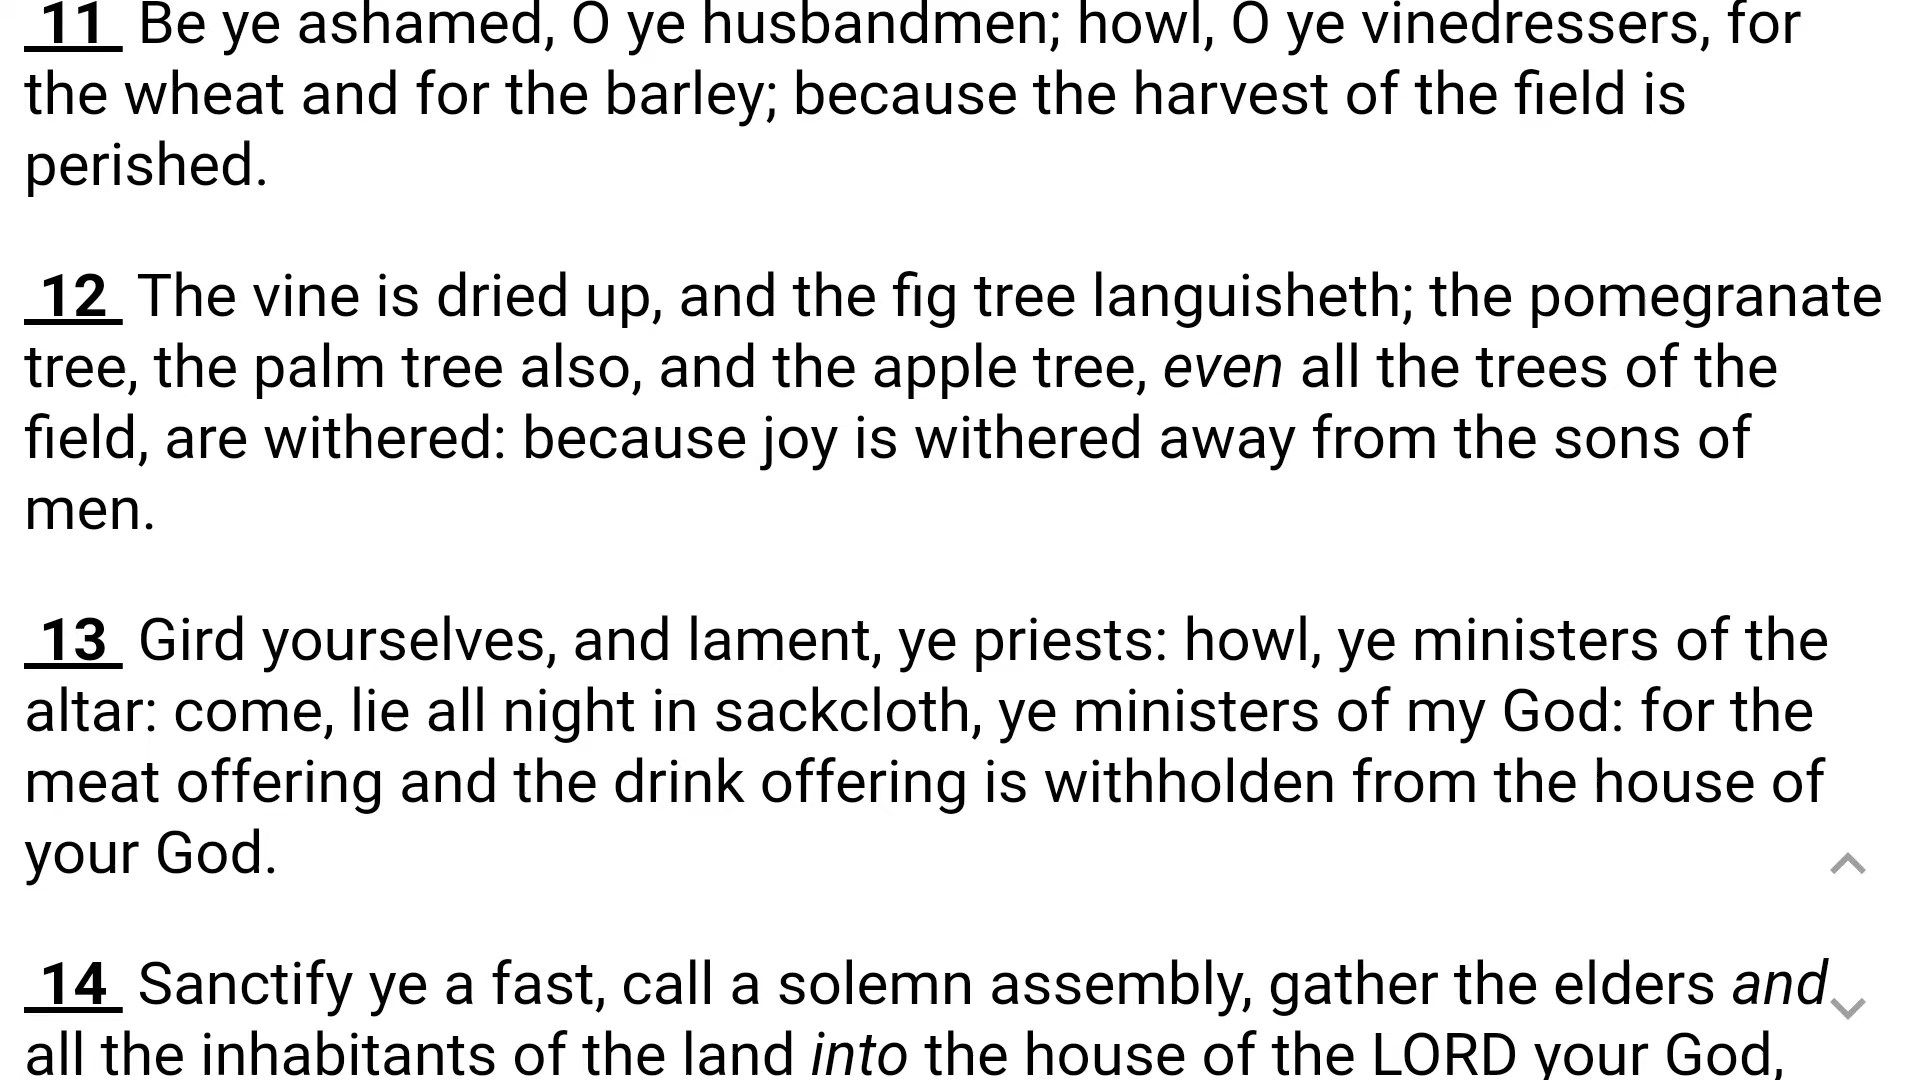 11 Be ye ashamed, O ye husbandmen; howl, O ye vinedressers, for
the wheat and for the barley; because the harvest of the field is
perished.
12 The vine is dried up, and the fig tree languisheth; the pomegranate
tree, the palm tree also, and the apple tree, even all the trees of the
field, are withered: because joy is withered away from the sons of
men.
13 Gird yourselves, and lament, ye priests: howl, ye ministers of the
altar: come, lie all night in sackcloth, ye ministers of my God: for the
meat offering and the drink offering is withholden from the house of
your God.
14 Sanctify ye a fast, call a solemn assembly, gather the elders and
all the inhabitants of the land into the house of the LORD your God,